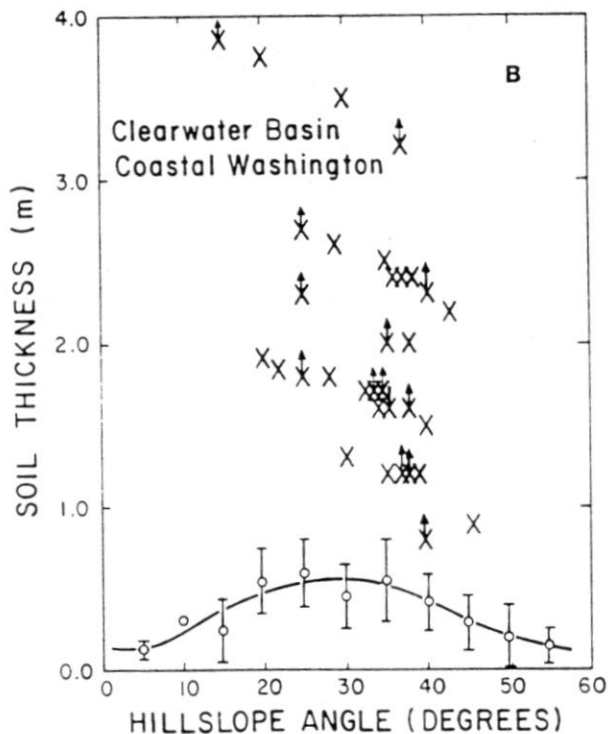 4.0
B
Clearwater Basin
Coastal Washington
3.0
2.0
1.0
0.0
0 10 20 30 40 50 60
SOIL THICKNESS (m)
HILLSLOPE ANGLE (DEGREES)